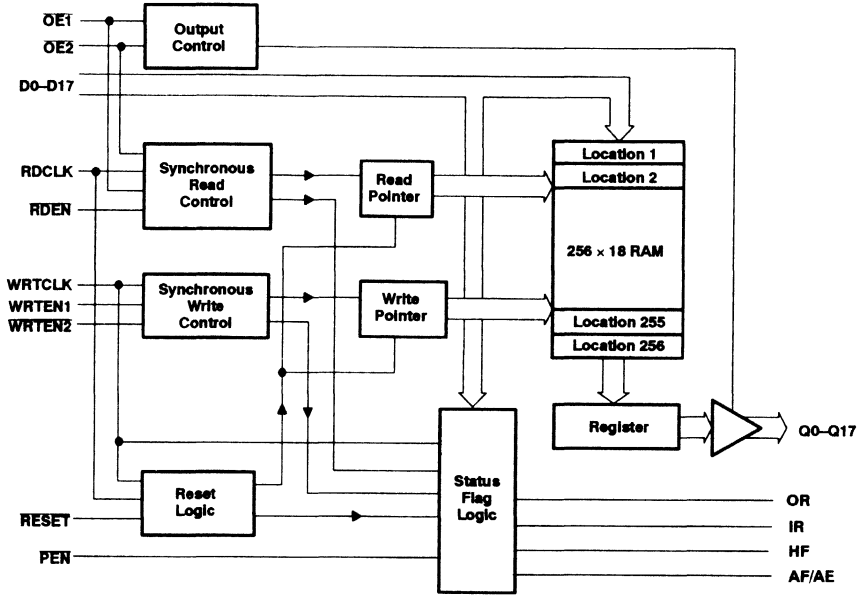 OE1
OE2
Output
Control
D0–D17
RDCLK
RDEN
Synchronous
Read
Control
Read
Pointer
Location 1
Location 2
256 × 18 RAM
Location 255
Location 256
WRTCLK
WRTEN1
WRTEN2
Synchronous
Write
Control
Write
Pointer
Register
Q0–Q17
Reset
Logic
RESET
PEN
Status
Flag
Logic
OR
IR
HF
AF/AE